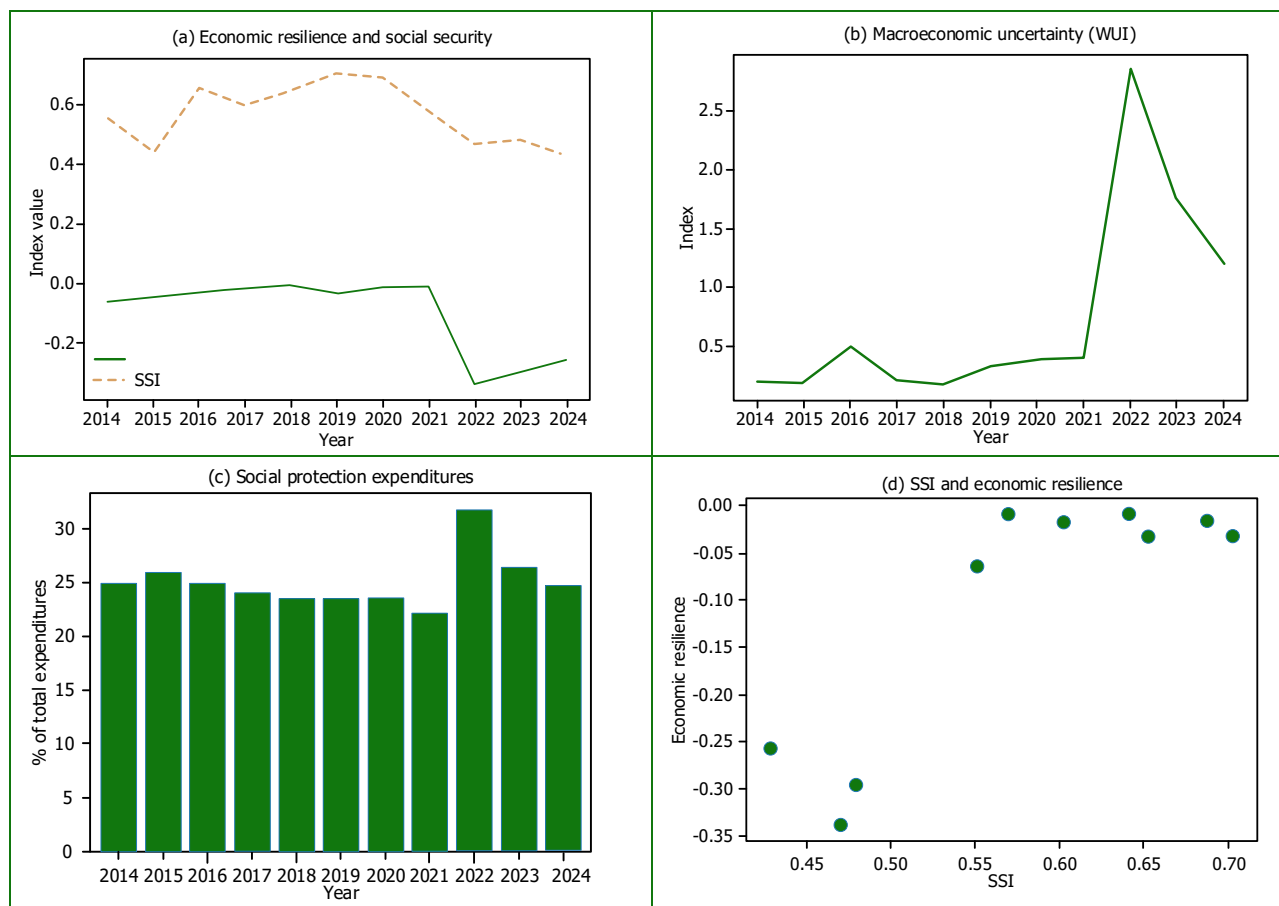 (a) Economic resilience and social security
0.6
0.4
0.2
0.0
-0.2
Index value
SSI
2014 2015 2016 2017 2018 2019 2020 2021 2022 2023 2024
Year
(b) Macroeconomic uncertainty (WUI)
2.5
2.0
1.5
1.0
0.5
Index
2014 2015 2016 2017 2018 2019 2020 2021 2022 2023 2024
Year
(c) Social protection expenditures
30
25
20
15
10
5
0
% of total expenditures
2014 2015 2016 2017 2018 2019 2020 2021 2022 2023 2024
Year
(d) SSI and economic resilience
0.00
-0.05
-0.10
-0.15
-0.20
-0.25
-0.30
-0.35
Economic resilience
0.45 0.50 0.55 0.60 0.65 0.70
SSI